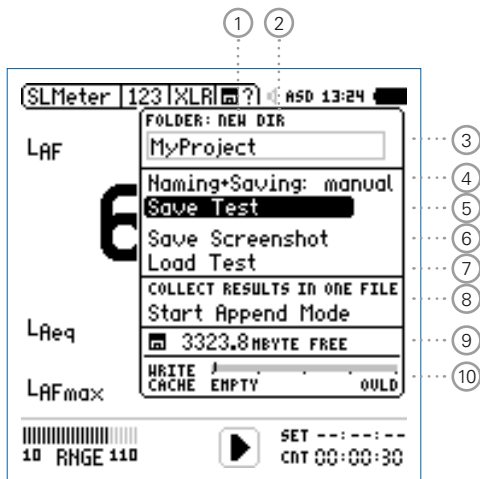 1 2
SLMeter 123 XLR ? ASD 13:24
FOLDER: NEW DIR
MyProject
3
LAF
Naming+Saving: manual
4
Save Test
5
6
Save Screenshot
6
Load Test
7
COLLECT RESULTS IN ONE FILE
8
Start Append Mode
LAeq
3323.8 MBYTE FREE
9
WRITE CACHE EMPTY OVLD
10
LAFmax
10 RNGE 110
SET --:--:--
CNT 00:00:30